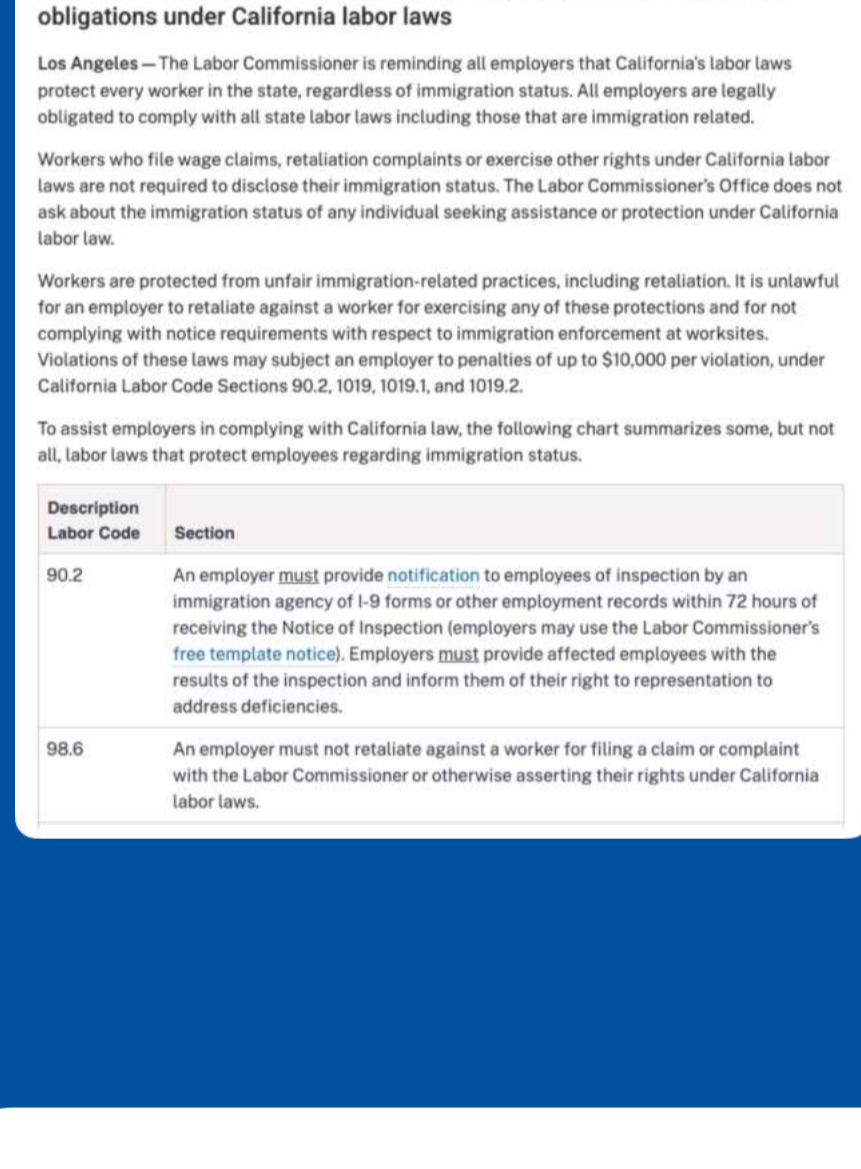 obligations under California labor laws
Los Angeles — The Labor Commissioner is reminding all employers that California's labor laws
protect every worker in the state, regardless of immigration status. All employers are legally
obligated to comply with all state labor laws including those that are immigration related.
Workers who file wage claims, retaliation complaints or exercise other rights under California labor
laws are not required to disclose their immigration status. The Labor Commissioner's Office does not
ask about the immigration status of any individual seeking assistance or protection under California
labor law.
Workers are protected from unfair immigration-related practices, including retaliation. It is unlawful
for an employer to retaliate against a worker for exercising any of these protections and for not
complying with notice requirements with respect to immigration enforcement at worksites.
Violations of these laws may subject an employer to penalties of up to $10,000 per violation, under
California Labor Code Sections 90.2, 1019, 1019.1, and 1019.2.
To assist employers in complying with California law, the following chart summarizes some, but not
all, labor laws that protect employees regarding immigration status.
Description
Labor Code Section
90.2 An employer must provide notification to employees of inspection by an
immigration agency of I-9 forms or other employment records within 72 hours of
receiving the Notice of Inspection (employers may use the Labor Commissioner's
free template notice). Employers must provide affected employees with the
results of the inspection and inform them of their right to representation to
address deficiencies.
98.6 An employer must not retaliate against a worker for filing a claim or complaint
with the Labor Commissioner or otherwise asserting their rights under California
labor laws.